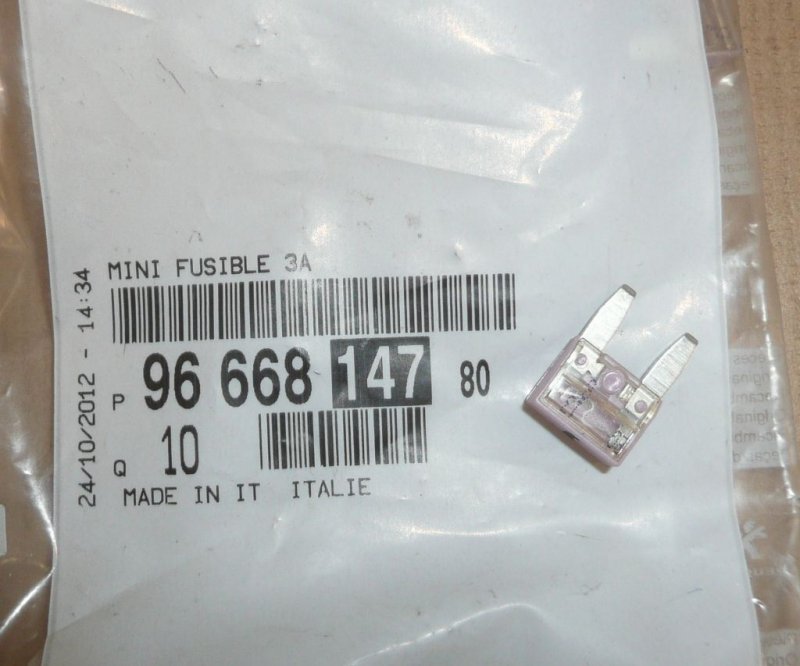 MINI FUSIBLE 3A
P 96 668 147 80
Q 10
MADE IN IT ITALIE
24/10/2012 - 14:34